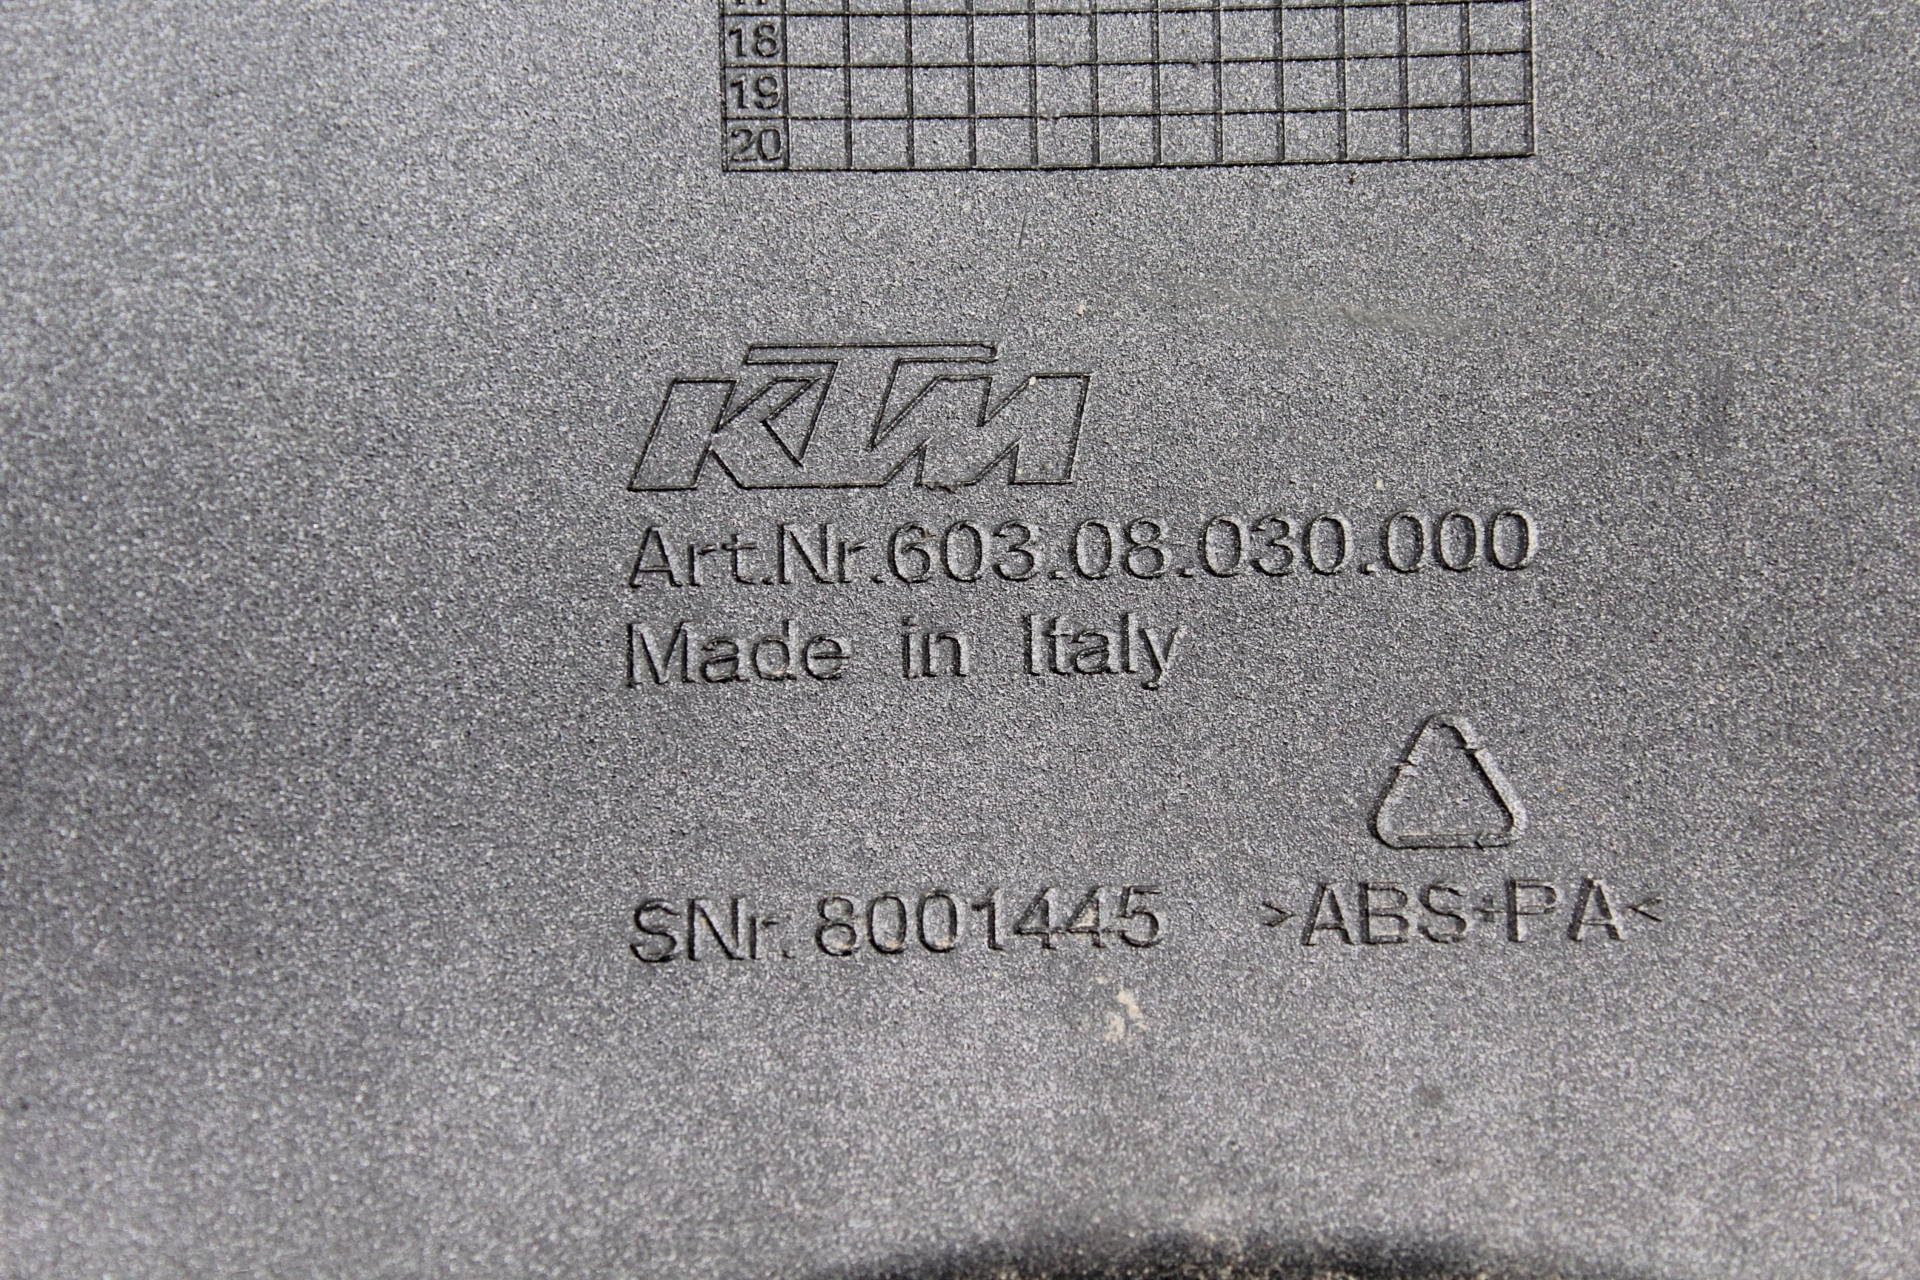 18
19
20
KTM
Art.Nr.603.08.030.000
Made in Italy
SNr. 8001445 >ABS+PA<